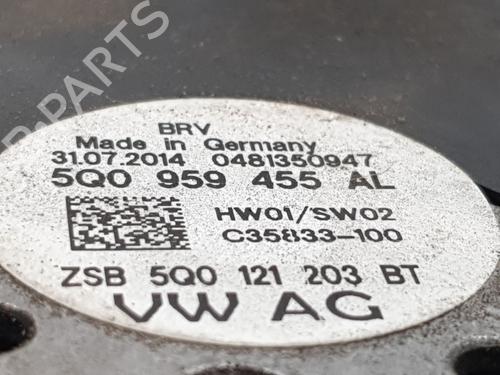 BRV
Made in Germany
31.07.2014 0481350947
5Q0 959 455 AL
HW01/SW02
C35833-100
ZSB 5Q0 121 203 BT
VW AG